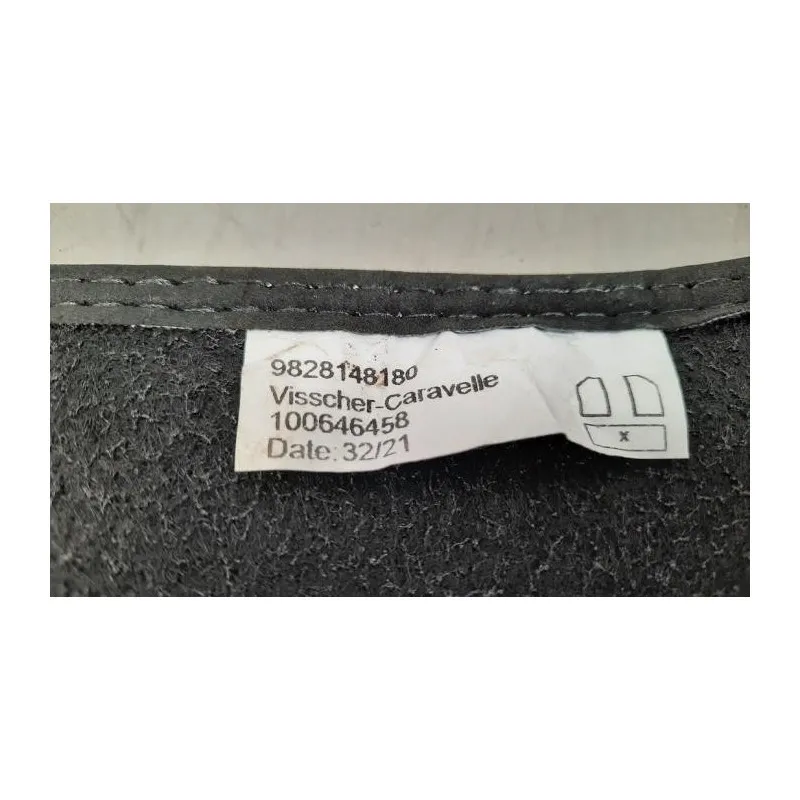 9828148180
Visscher-Caravelle
100646458
Date: 32/21
x